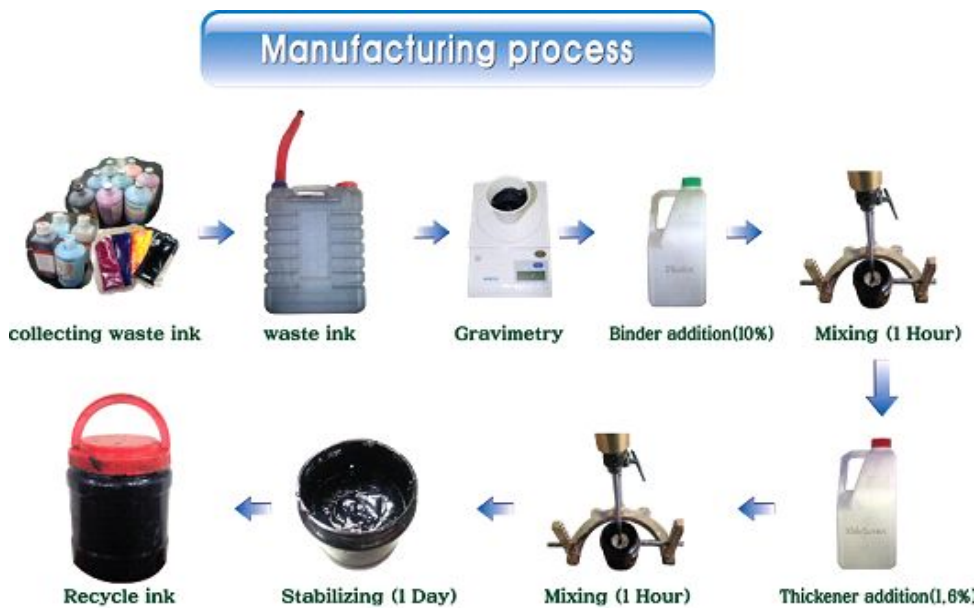 Manufacturing process
collecting waste ink
waste ink
Gravimetry
Binder addition(10%)
Mixing (1 Hour)
Recycle ink
Stabilizing (1 Day)
Mixing (1 Hour)
Thickener addition(1,6%)